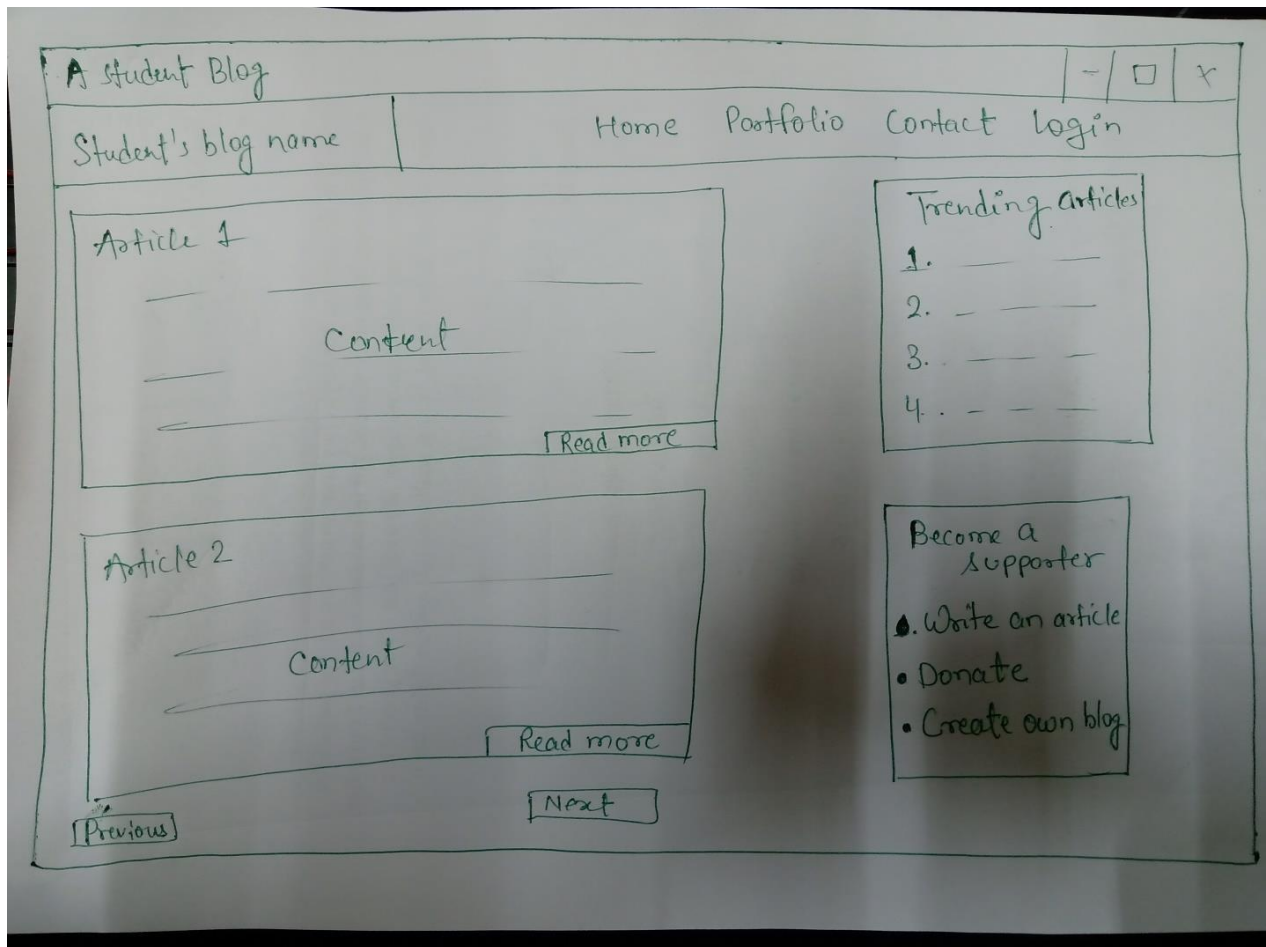 A Student Blog
- □ x
Student's blog name
Home Portfolio Contact Login
Article 1
Content
Read more
Trending articles
1.
2.
3.
4.
Article 2
Content
Read more
Become a
supporter
. Write an article
• Donate
• Create own blog
Previous
Next